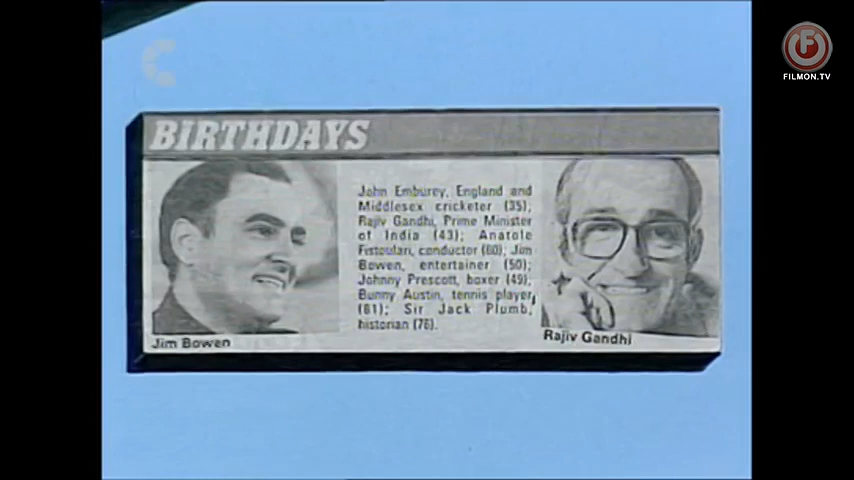 FILMON.TV
BIRTHDAYS
John Emburey, England and
Middlesex cricketer (35);
Rajiv Gandhi, Prime Minister
of India (43); Anatole
Fistoulari, conductor (80); Jim
Bowen, entertainer (50);
Johnny Prescott, boxer (49);
Bunny Austin, tennis player,
(81); Sir Jack Plumb,
historian (76).
Jim Bowen
Rajiv Gandhi